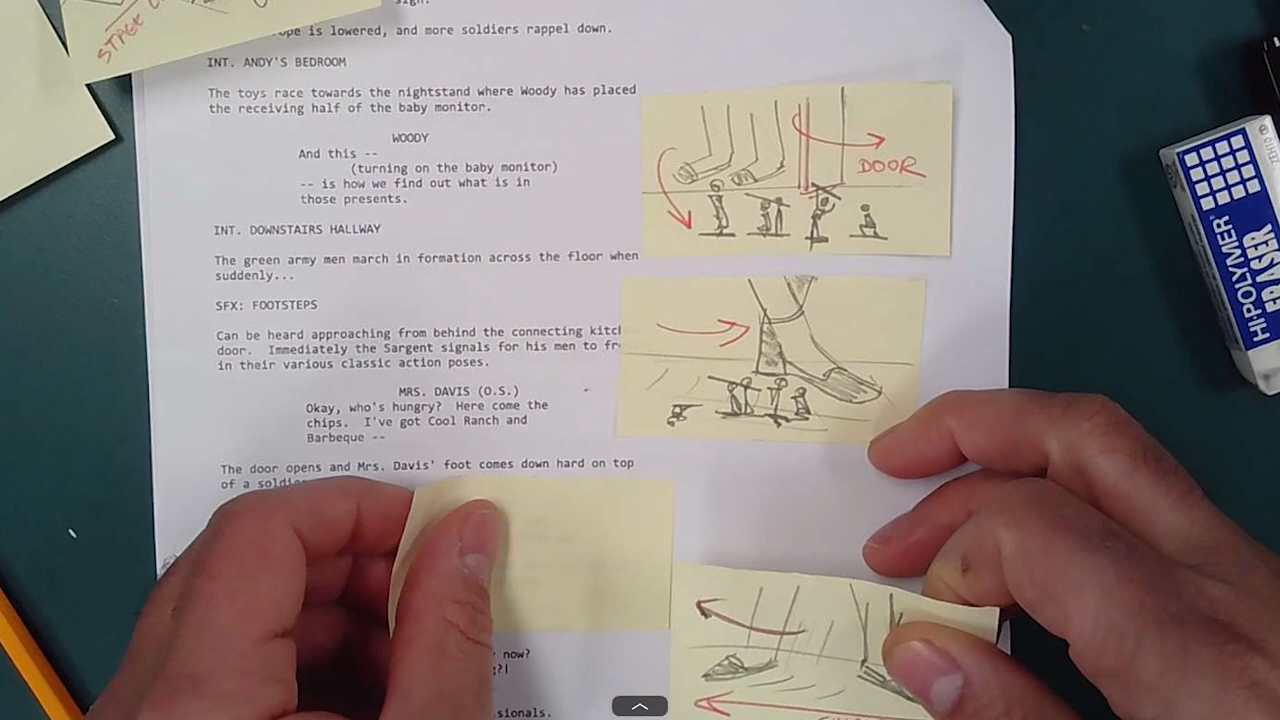 STAGE
sign.
ope is lowered, and more soldiers rappel down.
INT. ANDY'S BEDROOM
The toys race towards the nightstand where Woody has placed
the receiving half of the baby monitor.
WOODY
And this --
(turning on the baby monitor)
-- is how we find out what is in
those presents.
DOOR
INT. DOWNSTAIRS HALLWAY
The green army men march in formation across the floor when
suddenly...
SFX: FOOTSTEPS
Can be heard approaching from behind the connecting kitc
door. Immediately the Sargent signals for his men to fr
in their various classic action poses.
MRS. DAVIS (O.S.)
Okay, who's hungry? Here come the
chips. I've got Cool Ranch and
Barbeque --
The door opens and Mrs. Davis' foot comes down hard on top
of a soldie
now?
?!
sionals.
HI-POLYMER®
ERASER